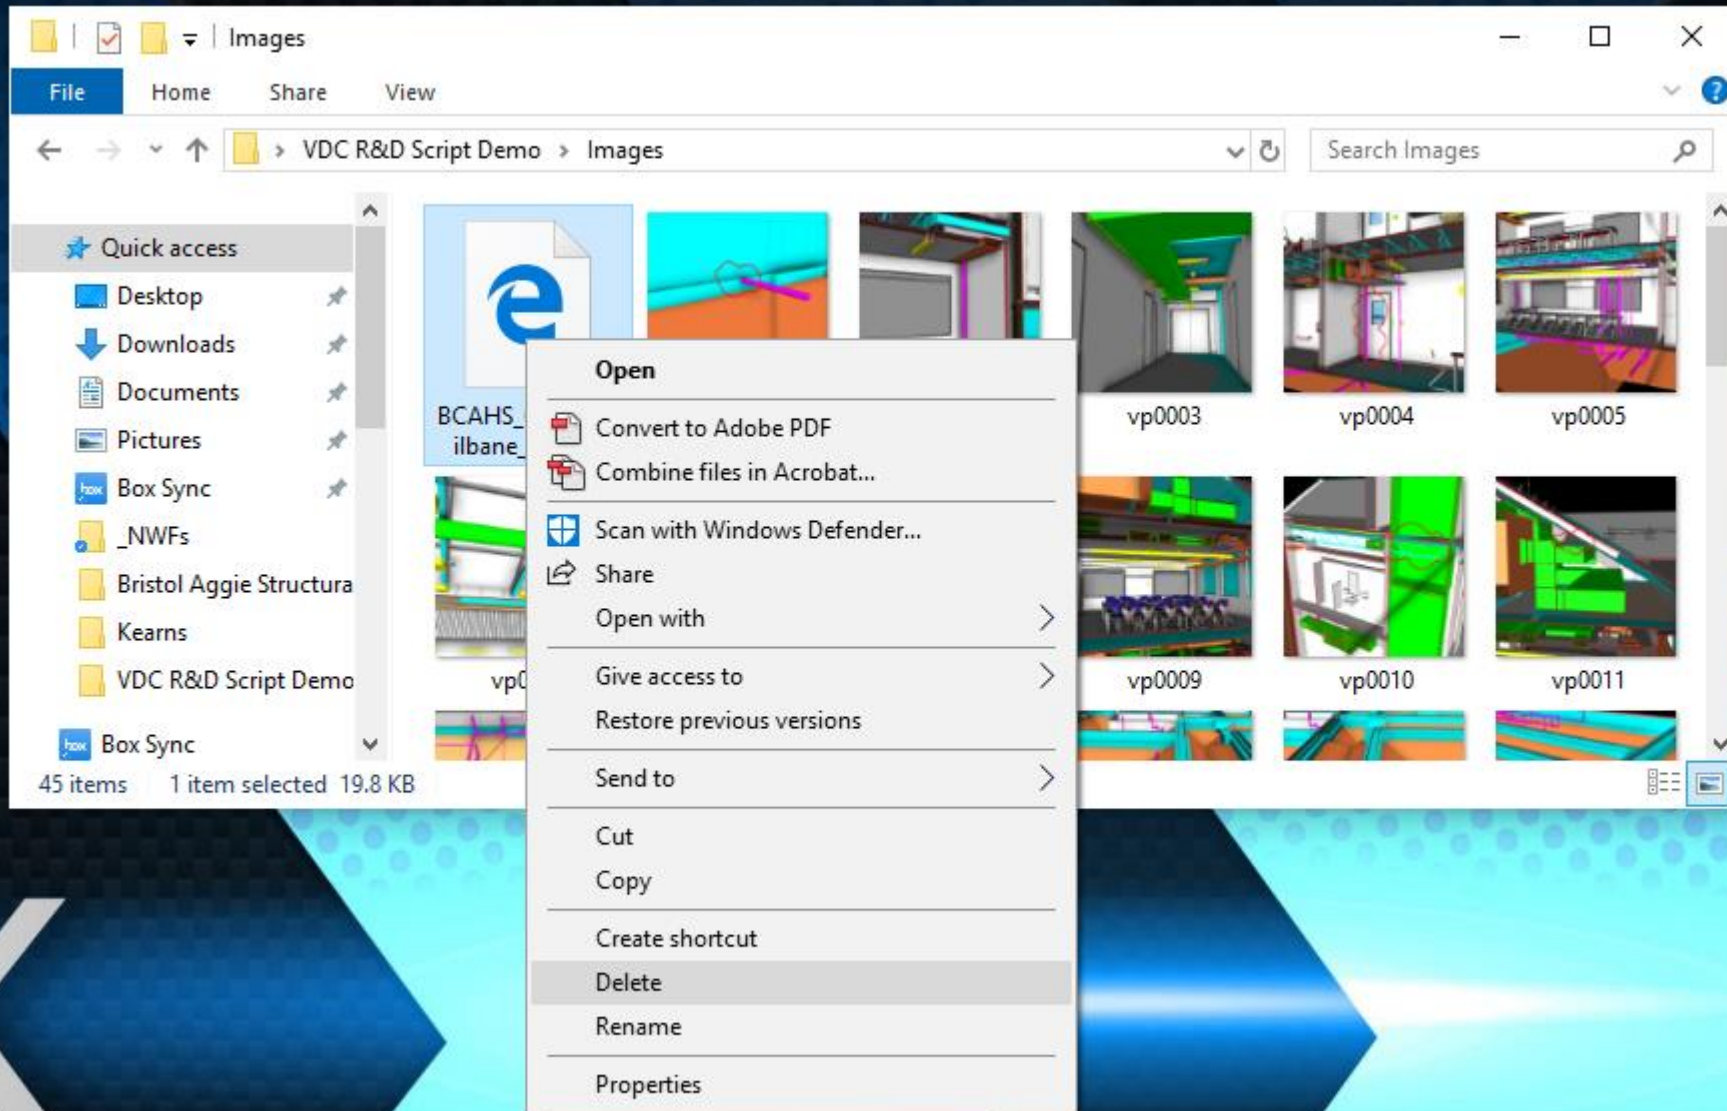 Images
File Home Share View
VDC R&D Script Demo > Images
Search Images
Quick access
Desktop
Downloads
Documents
Pictures
box Box Sync
_NWFs
Bristol Aggie Structura
Kearns
VDC R&D Script Demo
box Box Sync
BCAHS_
ilbane_
vp0003
vp0004
vp0005
vp0
vp0009
vp0010
vp0011
Open
Convert to Adobe PDF
Combine files in Acrobat...
Scan with Windows Defender...
Share
Open with
Give access to
Restore previous versions
Send to
Cut
Copy
Create shortcut
Delete
Rename
Properties
45 items 1 item selected 19.8 KB